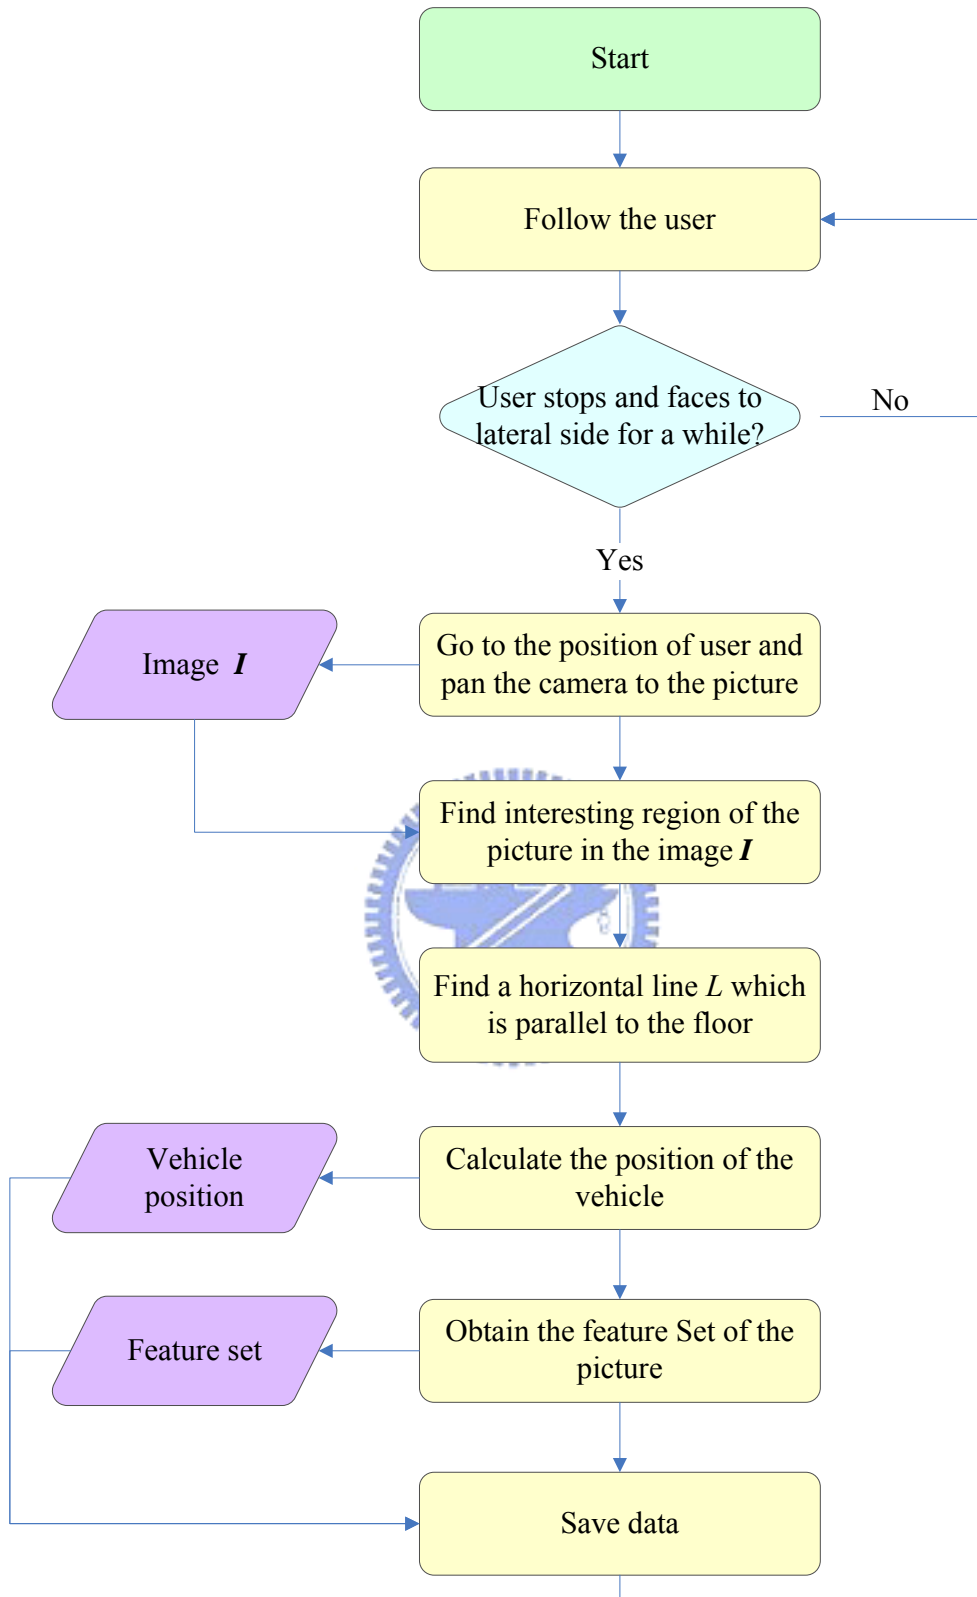 Start
Follow the user
User stops and faces to
lateral side for a while?
No
Yes
Go to the position of user and
pan the camera to the picture
Image I
Find interesting region of the
picture in the image I
Find a horizontal line L which
is parallel to the floor
Calculate the position of the
vehicle
Vehicle
position
Obtain the feature Set of the
picture
Feature set
Save data